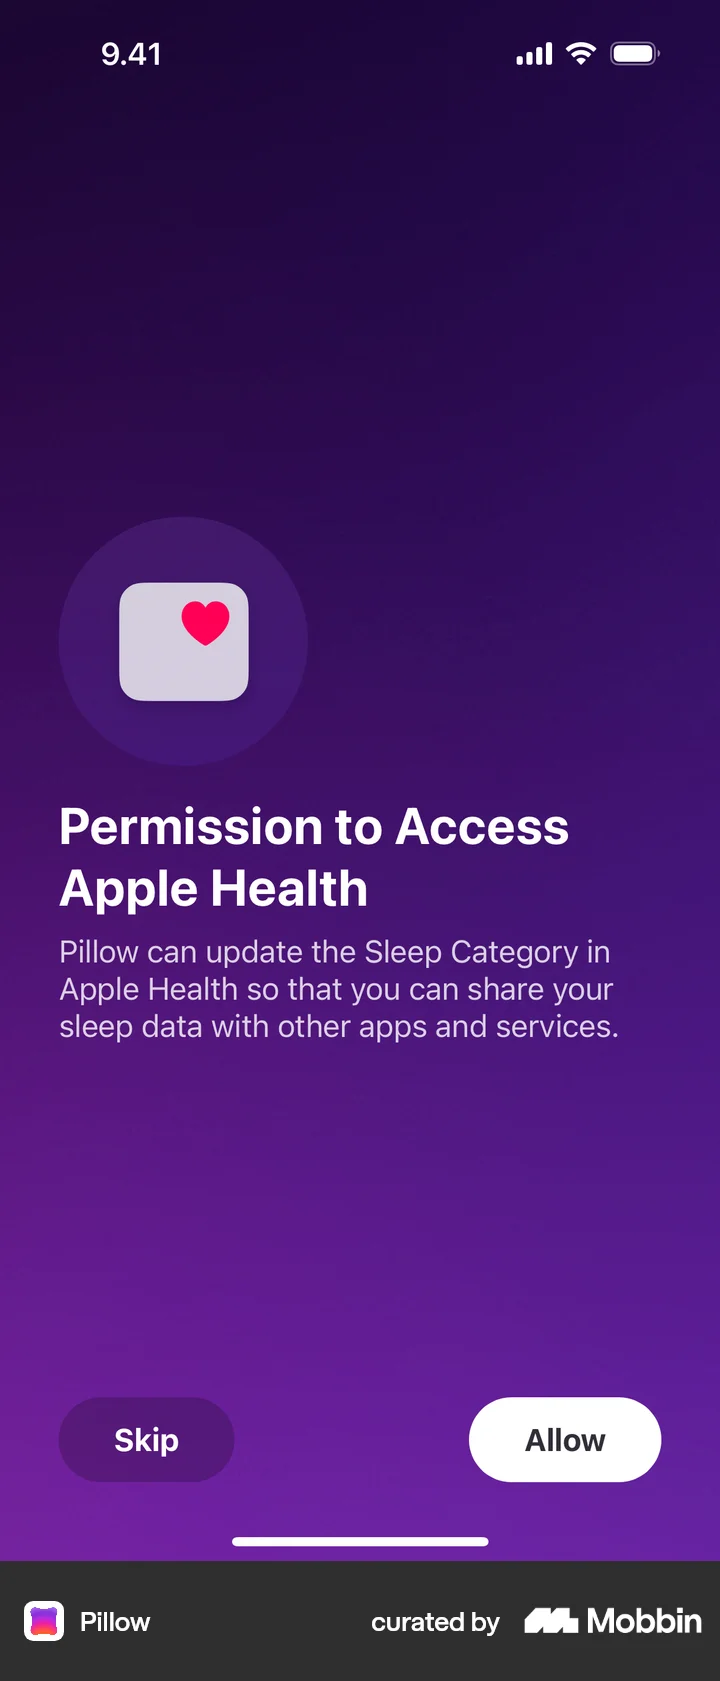 9.41
Permission to Access
Apple Health
Pillow can update the Sleep Category in
Apple Health so that you can share your
sleep data with other apps and services.
Skip
Allow
Pillow
curated by
Mobbin